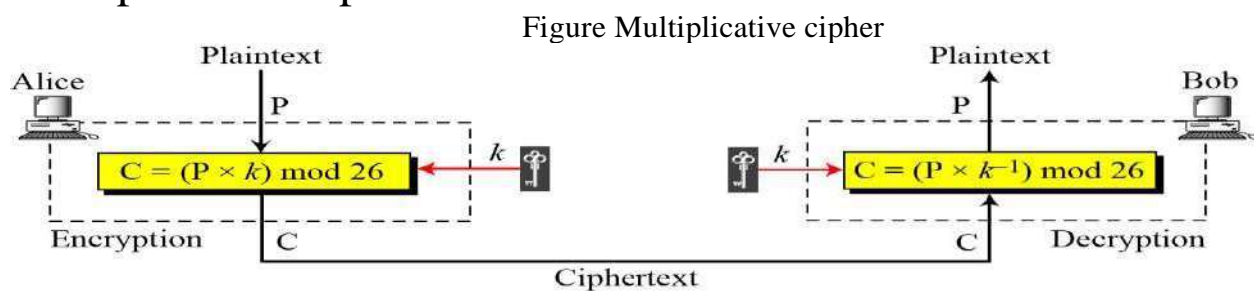 Figure Multiplicative cipher
Plaintext
Plaintext
Alice
Bob
P
P
k
k
C = (P × k) mod 26
C = (P × k⁻¹) mod 26
Encryption
C
C
Decryption
Ciphertext